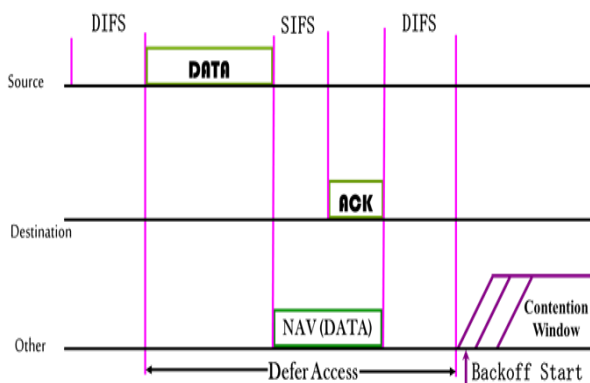 DIFS SIFS DIFS
DATA
Source
ACK
Destination
NAV (DATA)
Contention
Window
Other
Defer Access
Backoff Start